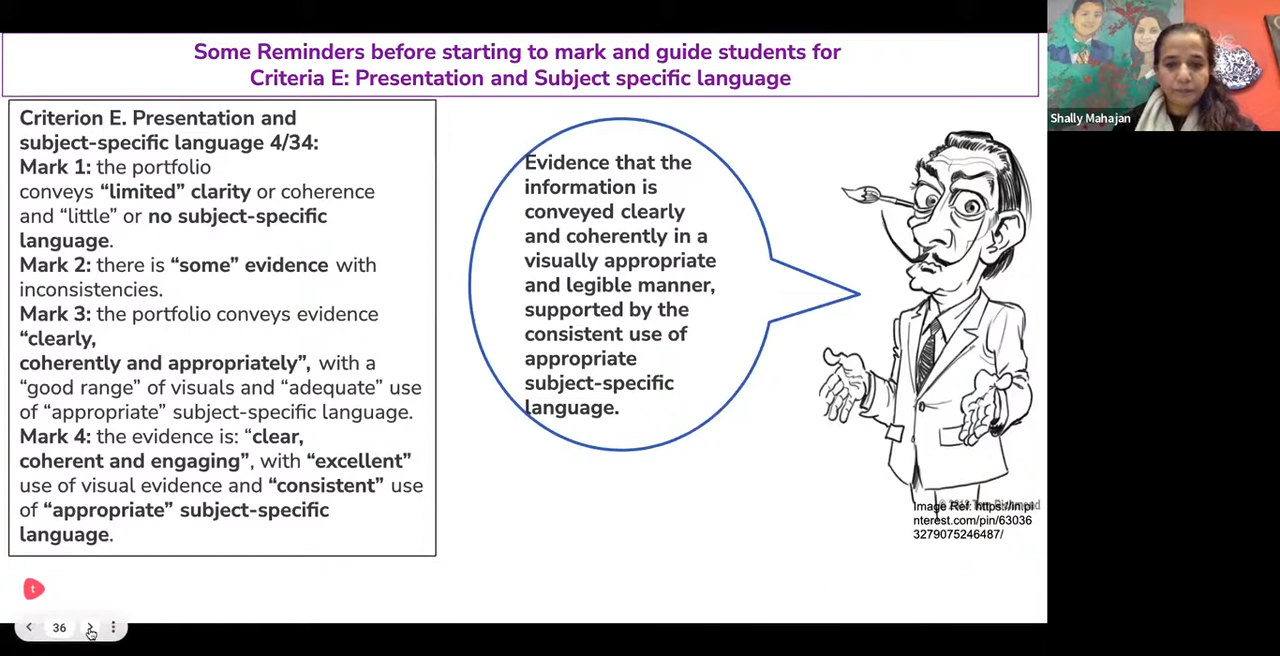 Some Reminders before starting to mark and guide students for
Criteria E: Presentation and Subject specific language
Criterion E. Presentation and
subject-specific language 4/34:
Mark 1: the portfolio
conveys “limited” clarity or coherence
and “little” or no subject-specific
language.
Mark 2: there is “some” evidence with
inconsistencies.
Mark 3: the portfolio conveys evidence
“clearly,
coherently and appropriately”, with a
“good range” of visuals and “adequate” use
of “appropriate” subject-specific language.
Mark 4: the evidence is: “clear,
coherent and engaging”, with “excellent”
use of visual evidence and “consistent” use
of “appropriate” subject-specific
language.
Evidence that the
information is
conveyed clearly
and coherently in a
visually appropriate
and legible manner,
supported by the
consistent use of
appropriate
subject-specific
language.
Image Ref: https://in.pi
nterest.com/pin/63036
3279075246487/
Shally Mahajan
t
36